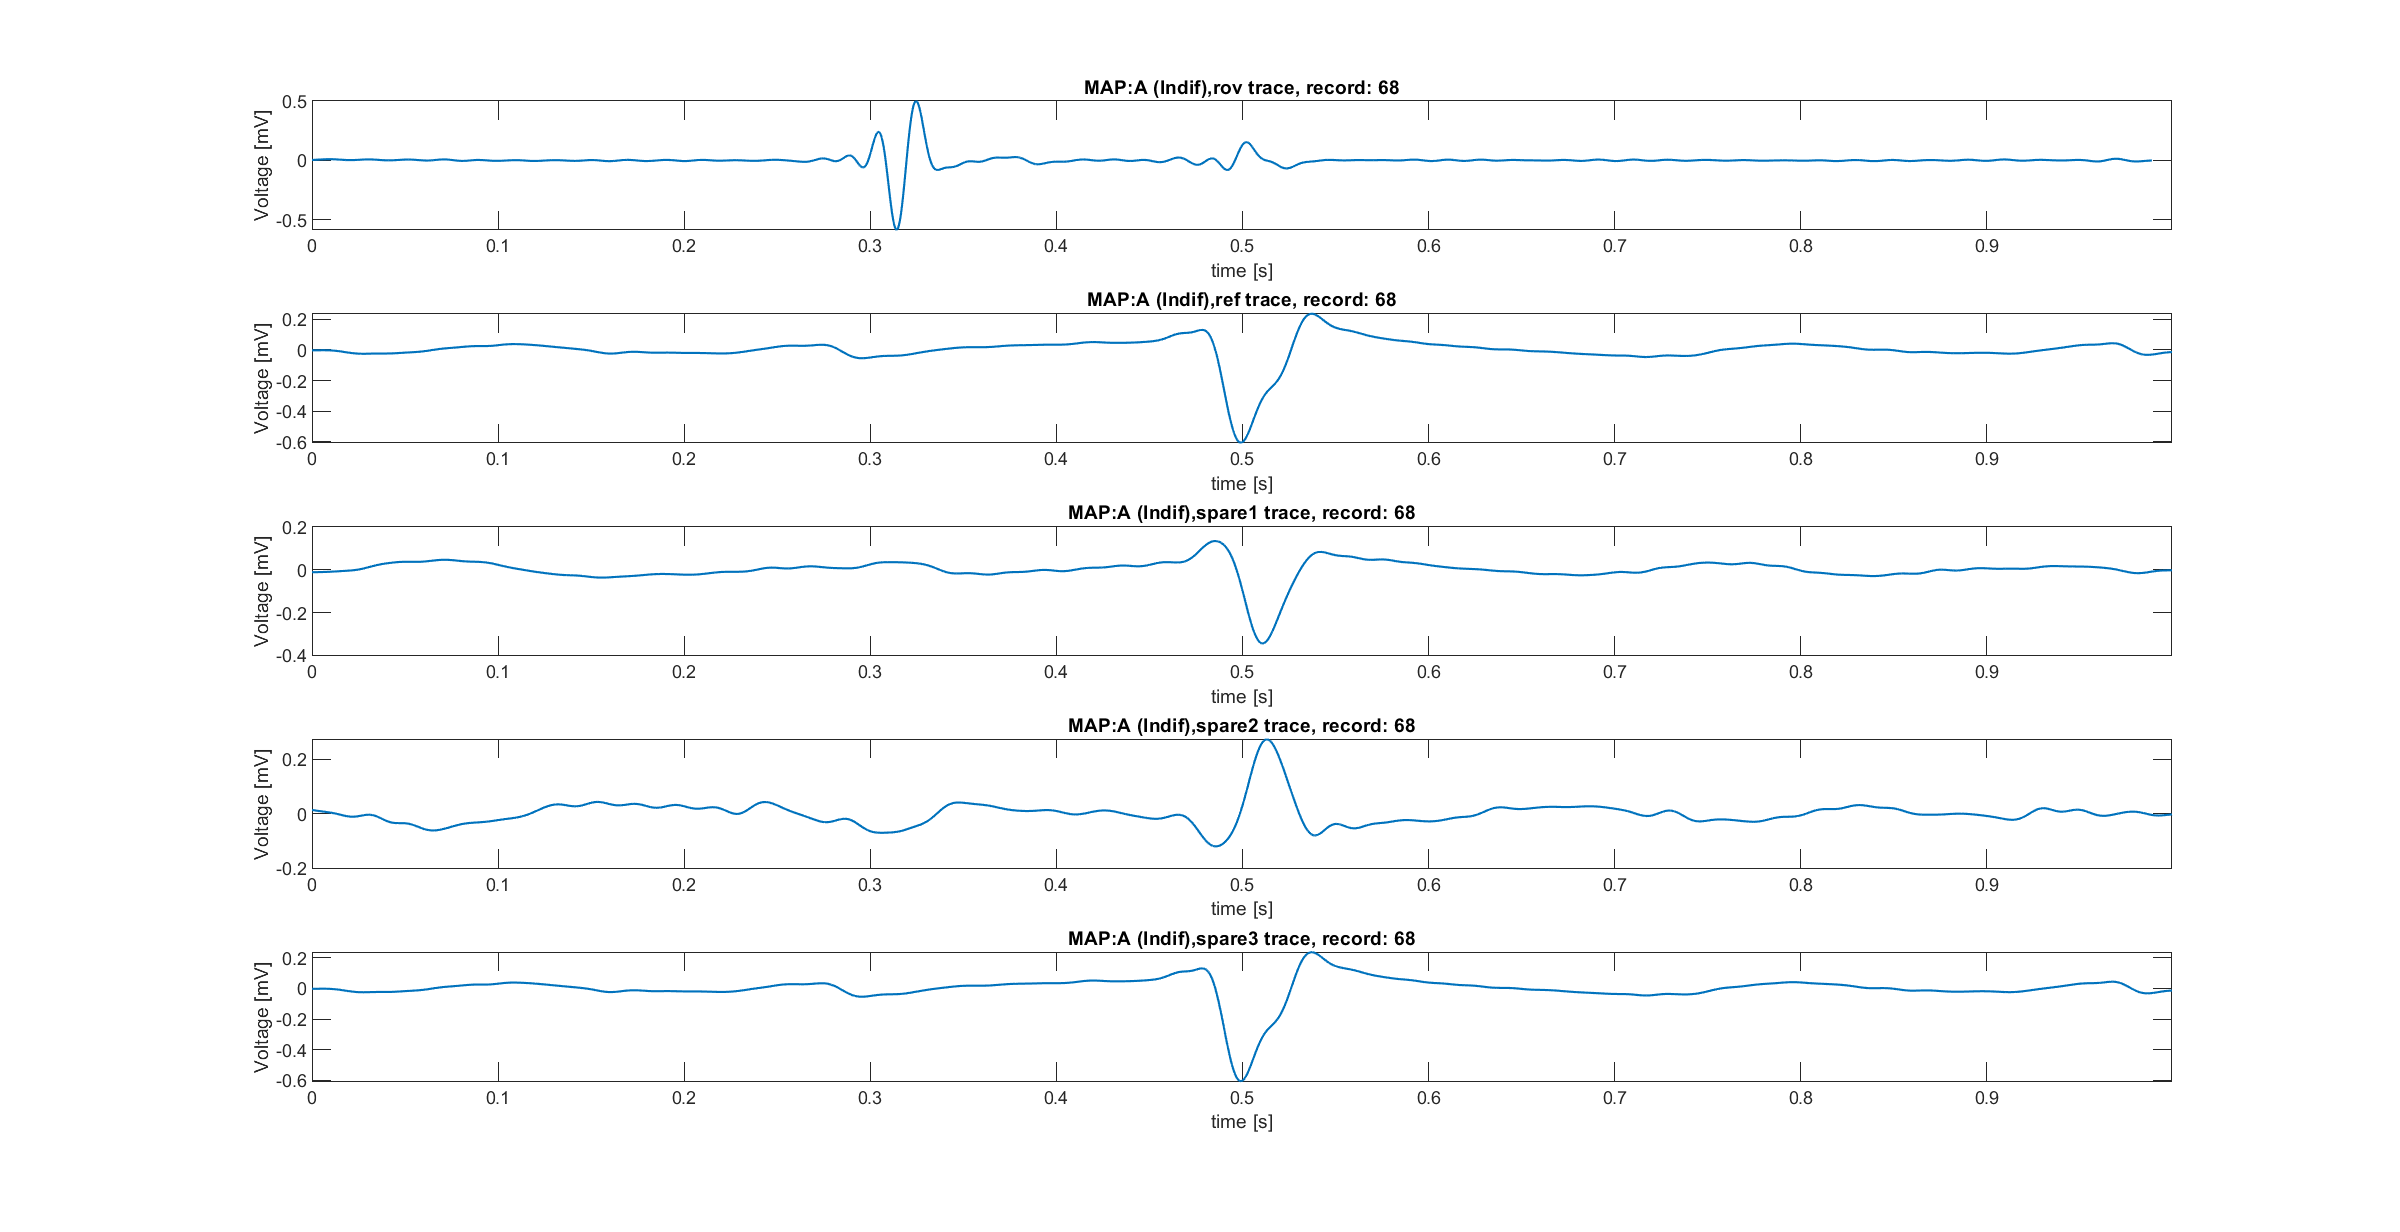 MAP:A (Indif),rov trace, record: 68
Voltage [mV]
0.5
0
-0.5
0 0.1 0.2 0.3 0.4 0.5 0.6 0.7 0.8 0.9
time [s]
MAP:A (Indif),ref trace, record: 68
Voltage [mV]
0.2
0
-0.2
-0.4
-0.6
0 0.1 0.2 0.3 0.4 0.5 0.6 0.7 0.8 0.9
time [s]
MAP:A (Indif),spare1 trace, record: 68
Voltage [mV]
0.2
0
-0.2
-0.4
0 0.1 0.2 0.3 0.4 0.5 0.6 0.7 0.8 0.9
time [s]
MAP:A (Indif),spare2 trace, record: 68
Voltage [mV]
0.2
0
-0.2
0 0.1 0.2 0.3 0.4 0.5 0.6 0.7 0.8 0.9
time [s]
MAP:A (Indif),spare3 trace, record: 68
Voltage [mV]
0.2
0
-0.2
-0.4
-0.6
0 0.1 0.2 0.3 0.4 0.5 0.6 0.7 0.8 0.9
time [s]